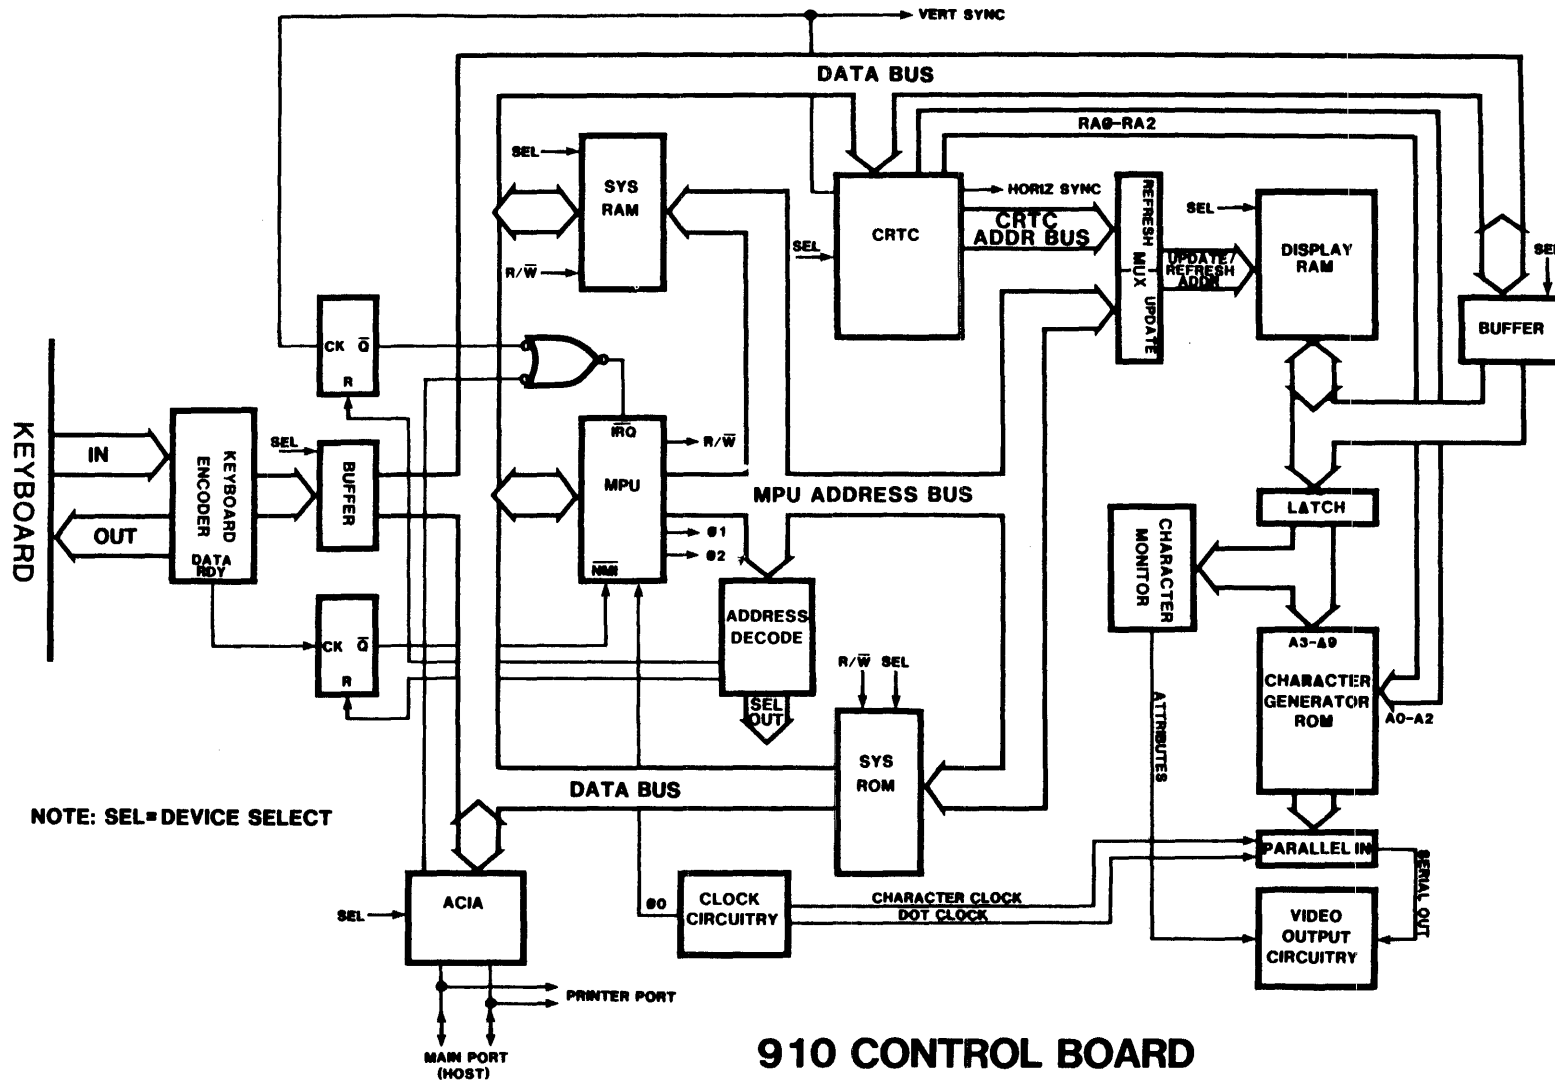 VERT SYNC
DATA BUS
RA0-RA2
SEL
SYS
RAM
R/W̅
CRTC
SEL
HORIZ SYNC
CRTC
ADDR BUS
REFRESH
MUX
UPDATE
UPDATE/
REFRESH
ADDR
SEL
DISPLAY
RAM
SEL
BUFFER
CK Q̅
R
KEYBOARD
IN
OUT
KEYBOARD
ENCODER
DATA
RDY
SEL
BUFFER
I̅R̅Q̅
MPU
N̅M̅I̅
R/W̅
Ø1
Ø2
MPU ADDRESS BUS
LATCH
CHARACTER
MONITOR
CK Q̅
R
ADDRESS
DECODE
SEL
OUT
R/W̅ SEL
SYS
ROM
A3-A9
CHARACTER
GENERATOR
ROM
A0-A2
ATTRIBUTES
DATA BUS
NOTE: SEL=DEVICE SELECT
PARALLEL IN
SERIAL OUT
SEL
ACIA
Ø0
CLOCK
CIRCUITRY
CHARACTER CLOCK
DOT CLOCK
VIDEO
OUTPUT
CIRCUITRY
PRINTER PORT
MAIN PORT
(HOST)
910 CONTROL BOARD